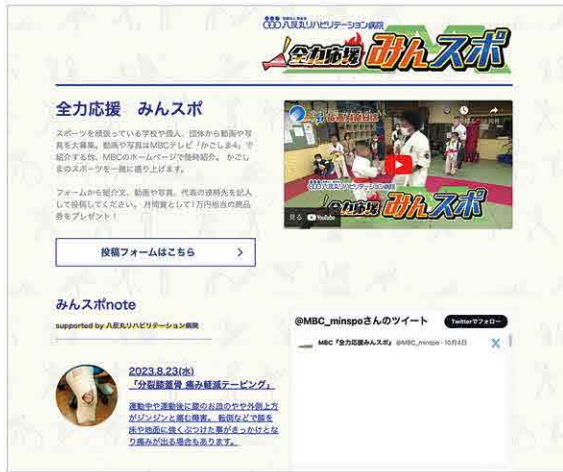 八反丸リハビリテーション病院
全力応援 みんスポ
全力応援 みんスポ
スポーツを頑張っている学校や個人、団体から動画や写
真を大募集。動画や写真はMBCテレビ「かごしま4」で
紹介する他、MBCのホームページで随時紹介。 かごし
まのスポーツを一緒に盛り上げます。
フォームから紹介文、動画や写真、代表の連絡先を記入
して投稿してください。 月間賞として1万円相当の商品
券をプレゼント！
投稿フォームはこちら
八反丸リハビリテーション病院
全力応援 みんスポ
見る YouTube
みんスポnote
supported by 八反丸リハビリテーション病院
2023.8.23(水)
「分裂膝蓋骨 痛み軽減テーピング」
運動中や運動後に膝のお皿のやや外側上方
がジンジンと痛む障害。 転倒などで膝を
床や地面に強くぶつけた事がきっかけとな
り痛みが出る場合もあります。
@MBC_minspoさんのツイート
Twitterでフォロー
MBC「全力応援みんスポ」 @MBC_minspo · 10月4日